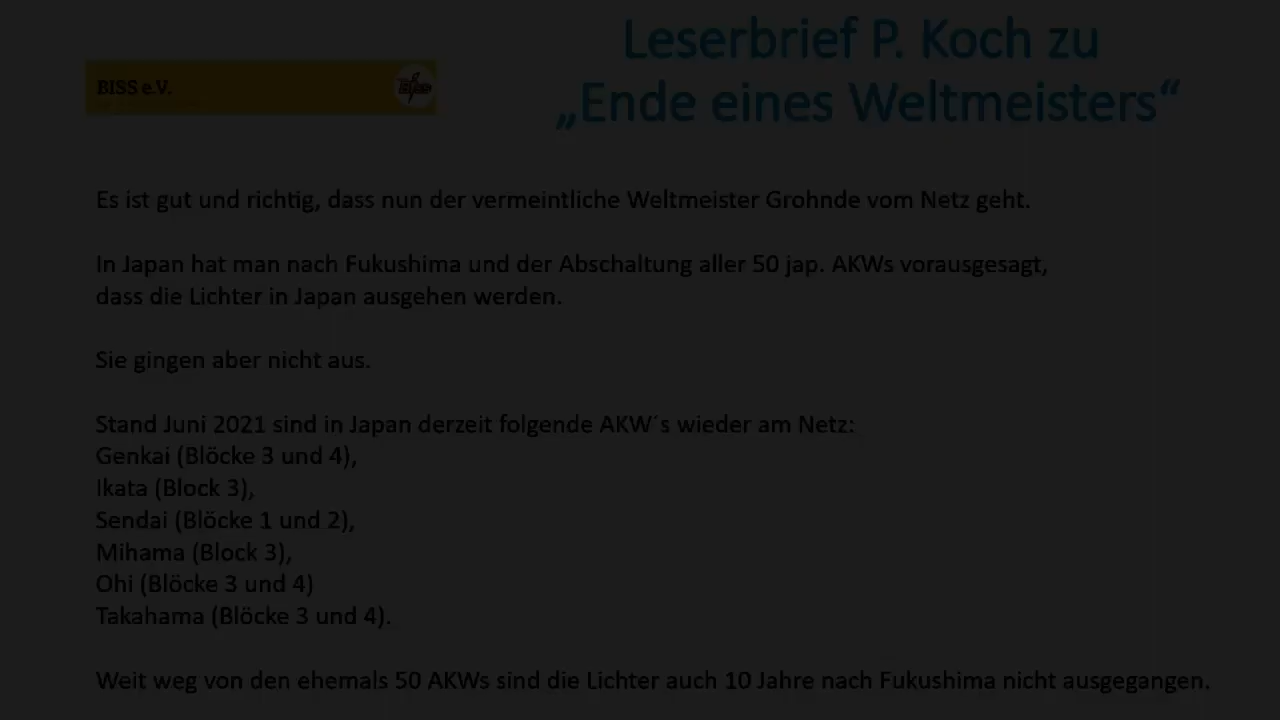 Leserbrief P. Koch zu
„Ende eines Weltmeisters“
BISS e.V.
Es ist gut und richtig, dass nun der vermeintliche Weltmeister Grohnde vom Netz geht.
In Japan hat man nach Fukushima und der Abschaltung aller 50 jap. AKWs vorausgesagt,
dass die Lichter in Japan ausgehen werden.
Sie gingen aber nicht aus.
Stand Juni 2021 sind in Japan derzeit folgende AKW´s wieder am Netz:
Genkai (Blöcke 3 und 4),
Ikata (Block 3),
Sendai (Blöcke 1 und 2),
Mihama (Block 3),
Ohi (Blöcke 3 und 4)
Takahama (Blöcke 3 und 4).
Weit weg von den ehemals 50 AKWs sind die Lichter auch 10 Jahre nach Fukushima nicht ausgegangen.